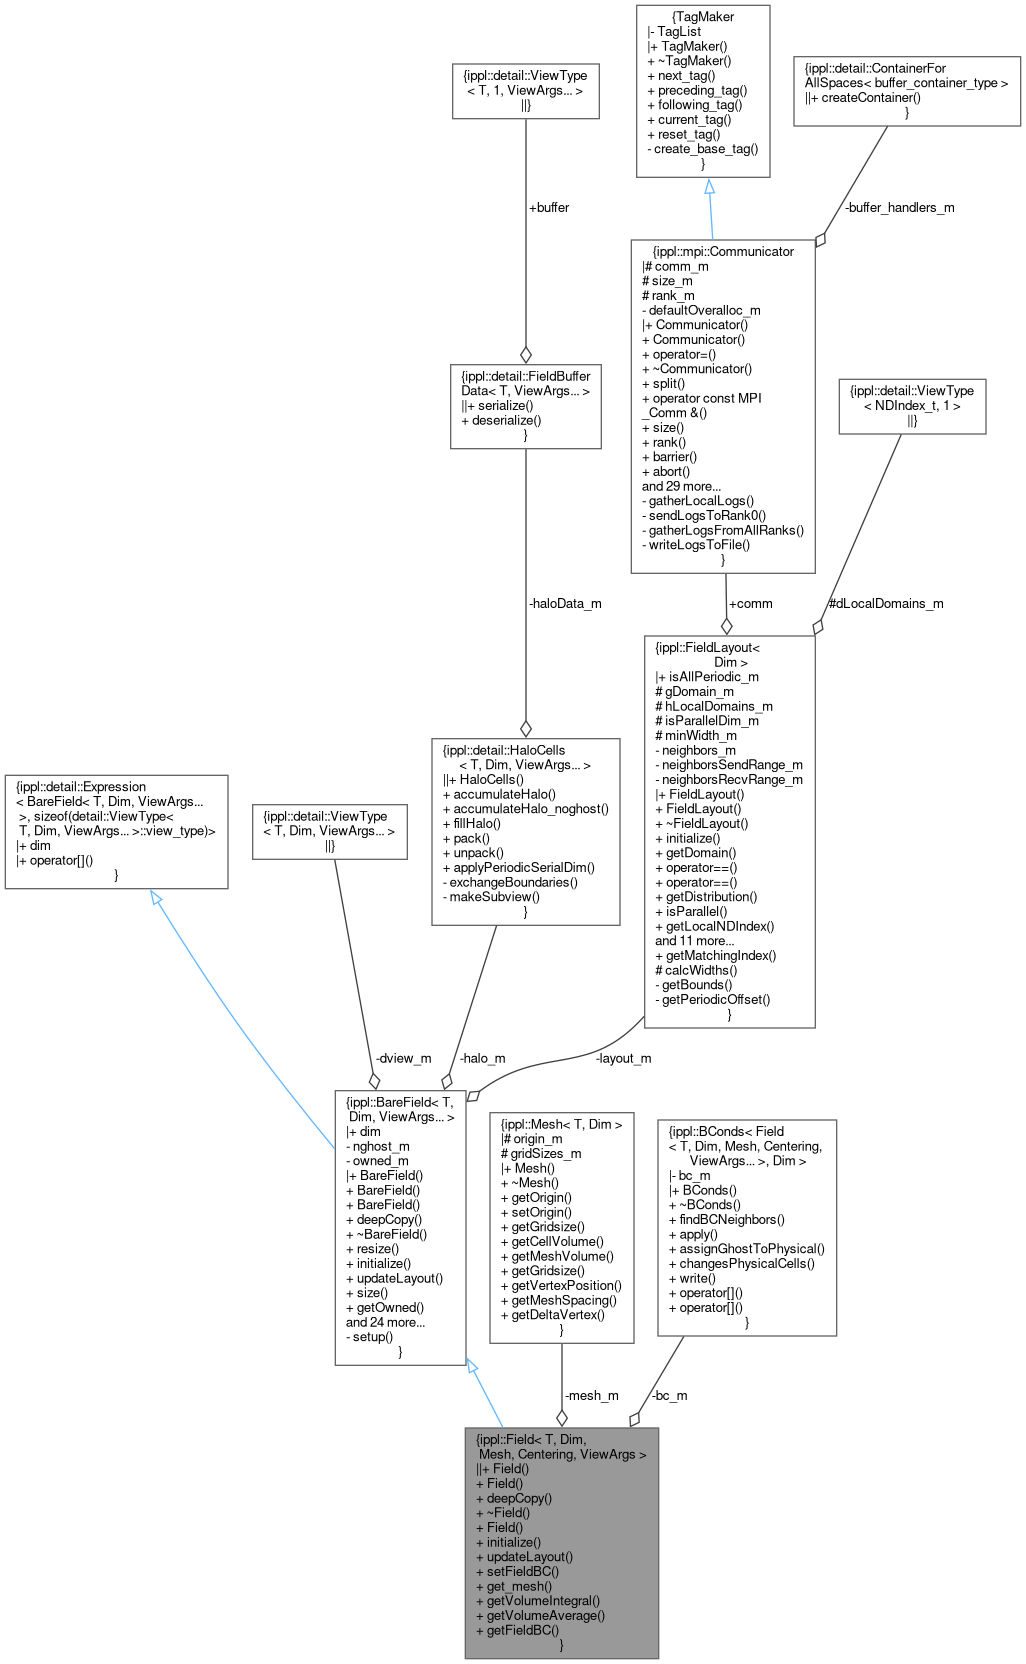 {TagMaker
|- TagList
|+ TagMaker()
+ ~TagMaker()
+ next_tag()
+ preceding_tag()
+ following_tag()
+ current_tag()
+ reset_tag()
- create_base_tag()
}
{ippl::detail::ViewType
< T, 1, ViewArgs... >
||}
{ippl::detail::ContainerFor
AllSpaces< buffer_container_type >
||+ createContainer()
}
+buffer
-buffer_handlers_m
{ippl::mpi::Communicator
|# comm_m
# size_m
# rank_m
- defaultOveralloc_m
|+ Communicator()
+ Communicator()
+ operator=()
+ ~Communicator()
+ split()
+ operator const MPI
_Comm &()
+ size()
+ rank()
+ barrier()
+ abort()
and 29 more...
- gatherLocalLogs()
- sendLogsToRank0()
- gatherLogsFromAllRanks()
- writeLogsToFile()
}
{ippl::detail::FieldBuffer
Data< T, ViewArgs... >
||+ serialize()
+ deserialize()
}
{ippl::detail::ViewType
< NDIndex_t, 1 >
||}
-haloData_m
+comm
#dLocalDomains_m
{ippl::FieldLayout<
Dim >
|+ isAllPeriodic_m
# gDomain_m
# hLocalDomains_m
# isParallelDim_m
# minWidth_m
- neighbors_m
- neighborsSendRange_m
- neighborsRecvRange_m
|+ FieldLayout()
+ FieldLayout()
+ ~FieldLayout()
+ initialize()
+ getDomain()
+ operator==()
+ operator==()
+ getDistribution()
+ isParallel()
+ getLocalNDIndex()
and 11 more...
+ getMatchingIndex()
# calcWidths()
- getBounds()
- getPeriodicOffset()
}
{ippl::detail::HaloCells
< T, Dim, ViewArgs... >
||+ HaloCells()
+ accumulateHalo()
+ accumulateHalo_noghost()
+ fillHalo()
+ pack()
+ unpack()
+ applyPeriodicSerialDim()
- exchangeBoundaries()
- makeSubview()
}
{ippl::detail::Expression
< BareField< T, Dim, ViewArgs...
>, sizeof(detail::ViewType<
T, Dim, ViewArgs... >::view_type)>
|+ dim
|+ operator[]()
}
{ippl::detail::ViewType
< T, Dim, ViewArgs... >
||}
-dview_m
-halo_m
-layout_m
{ippl::BareField< T,
Dim, ViewArgs... >
|+ dim
- nghost_m
- owned_m
|+ BareField()
+ BareField()
+ BareField()
+ deepCopy()
+ ~BareField()
+ resize()
+ initialize()
+ updateLayout()
+ size()
+ getOwned()
and 24 more...
- setup()
}
{ippl::Mesh< T, Dim >
|# origin_m
# gridSizes_m
|+ Mesh()
+ ~Mesh()
+ getOrigin()
+ setOrigin()
+ getGridsize()
+ getCellVolume()
+ getMeshVolume()
+ getGridsize()
+ getVertexPosition()
+ getMeshSpacing()
+ getDeltaVertex()
}
{ippl::BConds< Field
< T, Dim, Mesh, Centering,
ViewArgs... >, Dim >
|- bc_m
|+ BConds()
+ ~BConds()
+ findBCNeighbors()
+ apply()
+ assignGhostToPhysical()
+ changesPhysicalCells()
+ write()
+ operator[]()
+ operator[]()
}
-mesh_m
-bc_m
{ippl::Field< T, Dim,
Mesh, Centering, ViewArgs >
||+ Field()
+ Field()
+ deepCopy()
+ ~Field()
+ Field()
+ initialize()
+ updateLayout()
+ setFieldBC()
+ get_mesh()
+ getVolumeIntegral()
+ getVolumeAverage()
+ getFieldBC()
}